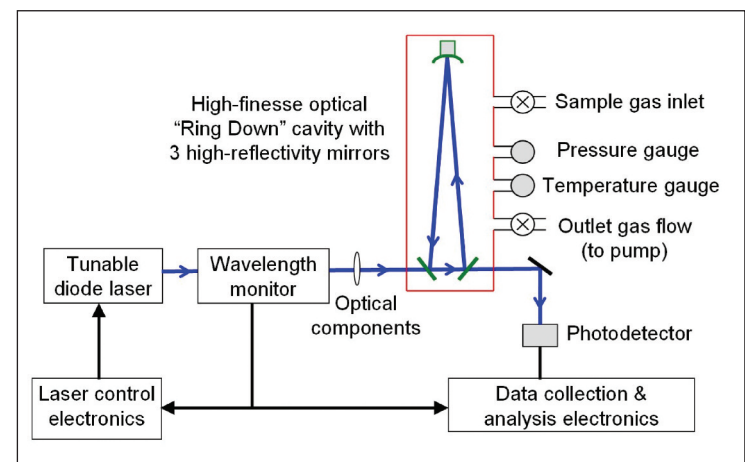 High-finesse optical
“Ring Down” cavity with
3 high-reflectivity mirrors
Sample gas inlet
Pressure gauge
Temperature gauge
Outlet gas flow
(to pump)
Tunable
diode laser
Wavelength
monitor
Optical
components
Photodetector
Laser control
electronics
Data collection &
analysis electronics